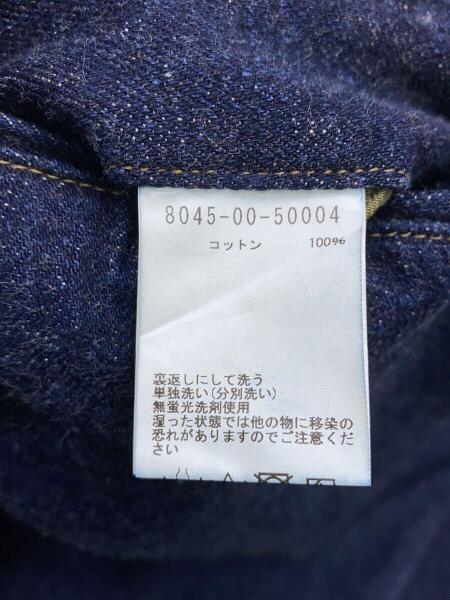 8045-00-50004
コットン 100%
裏返しにして洗う
単独洗い(分別洗い)
無蛍光洗剤使用
湿った状態では他の物に移染の
恐れがありますのでご注意くだ
さい